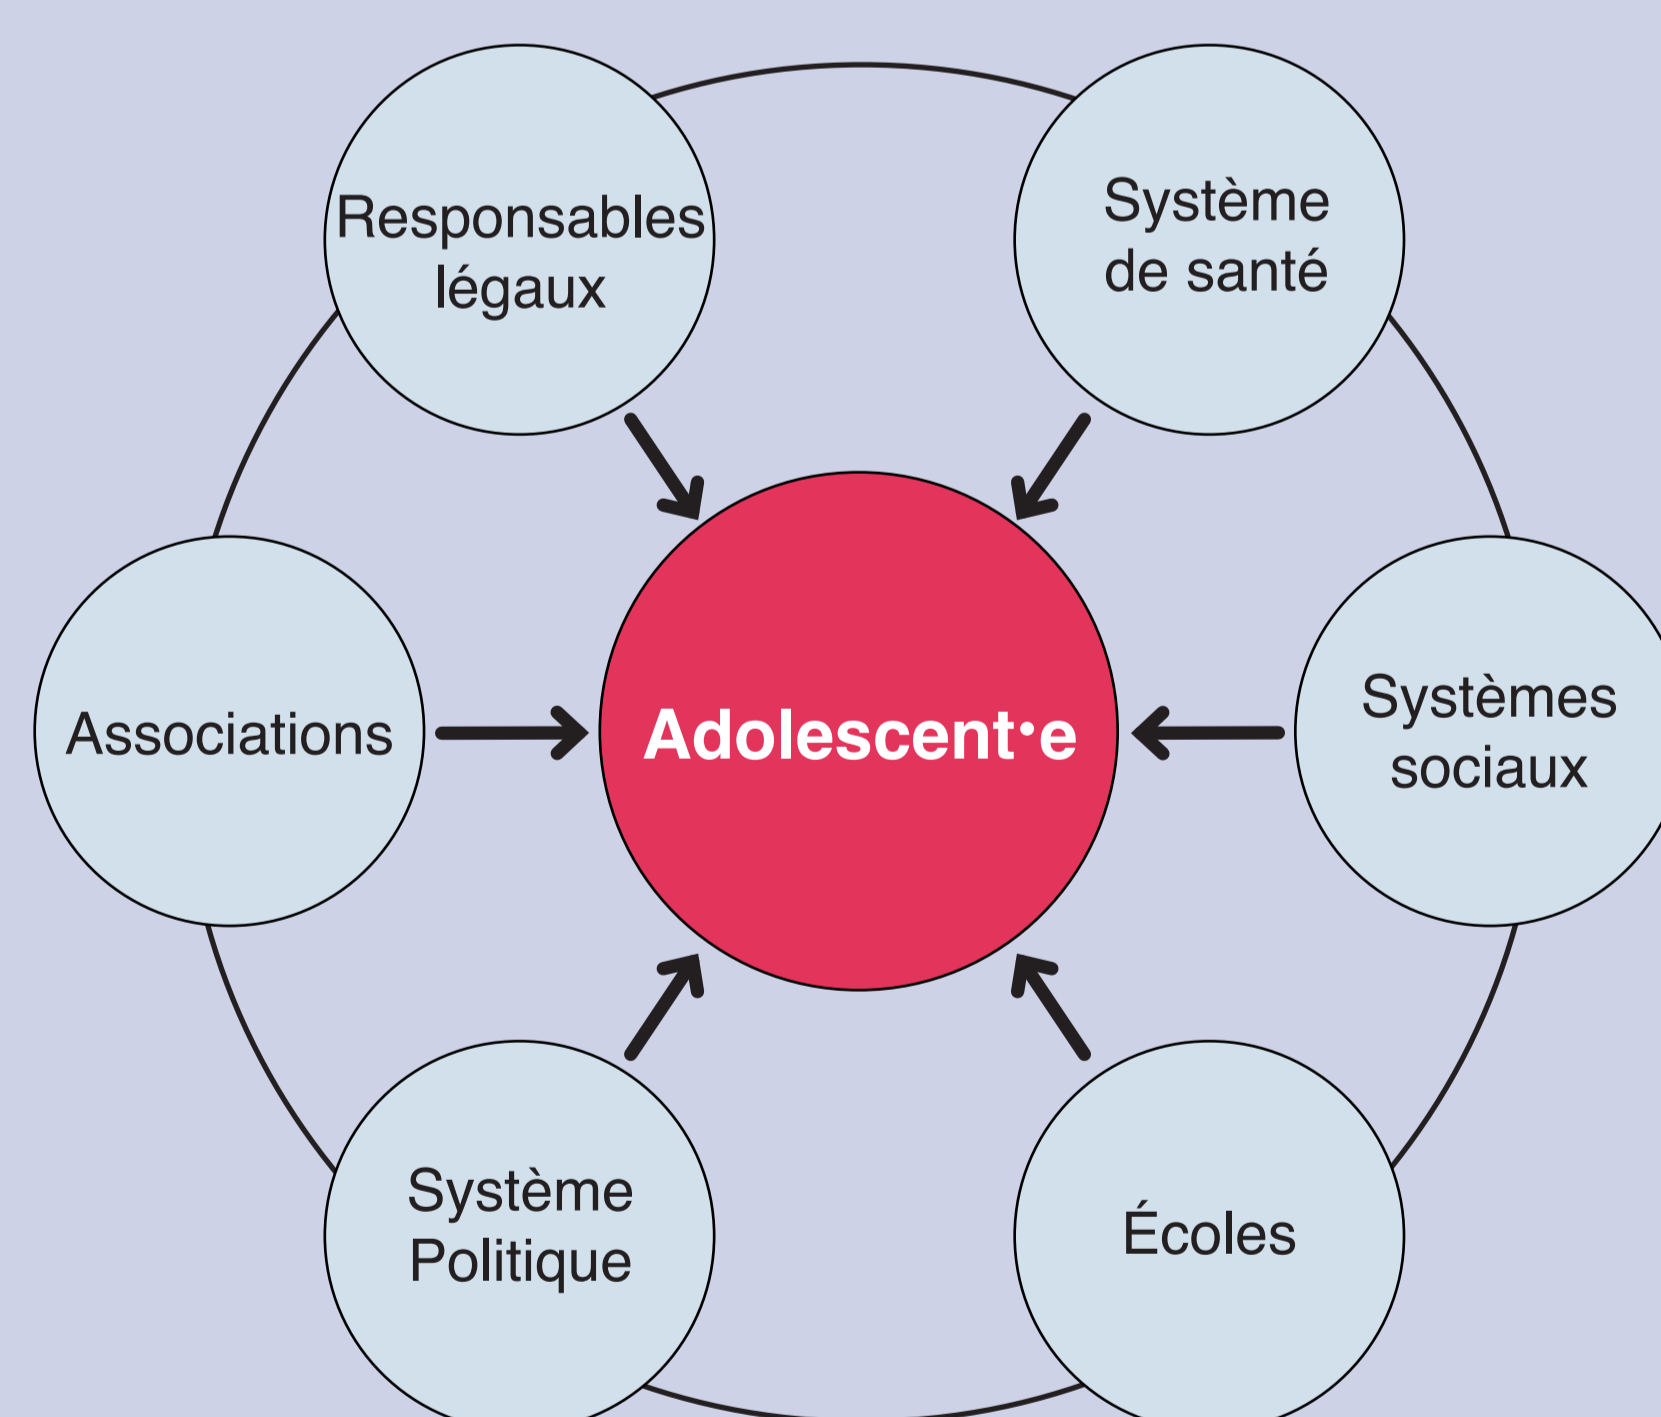 Responsables
légaux
Système
de santé
Associations
Adolescent•e
Systèmes
sociaux
Système
Politique
Écoles